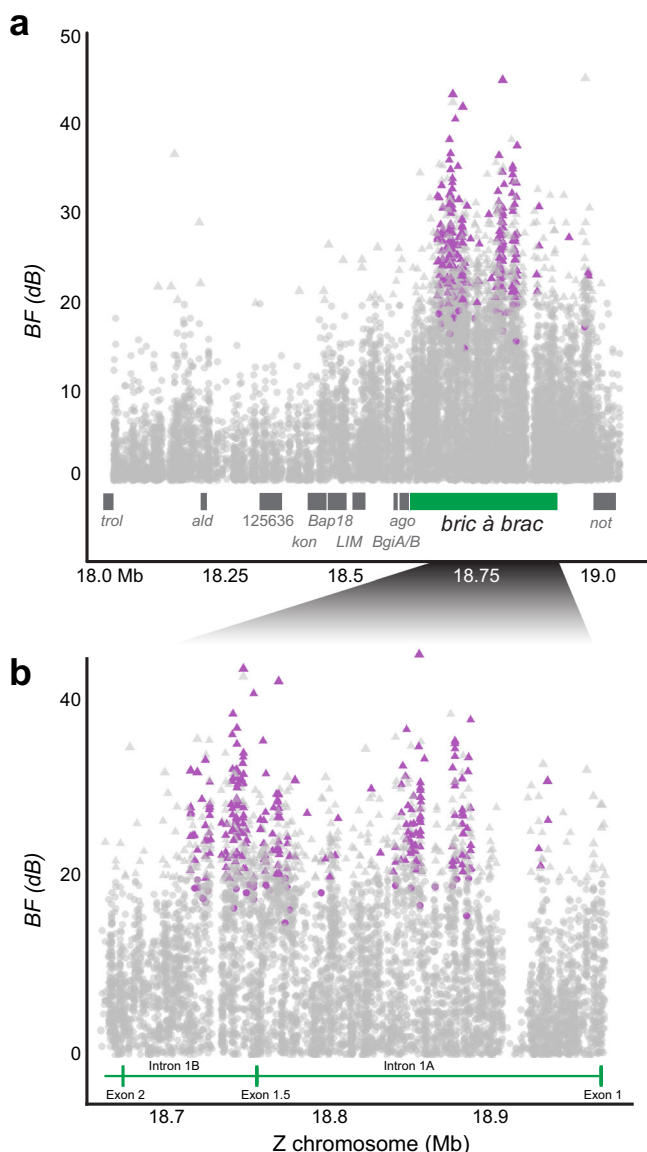 a
50
40
30
20
10
0
BF (dB)
trol
ald
125636
Bap18
ago
bric à brac
not
kon
LIM
BgiA/B
18.0 Mb
18.25
18.5
18.75
19.0
b
40
20
0
BF (dB)
Intron 1B
Intron 1A
Exon 2
Exon 1.5
Exon 1
18.7
18.8
18.9
Z chromosome (Mb)